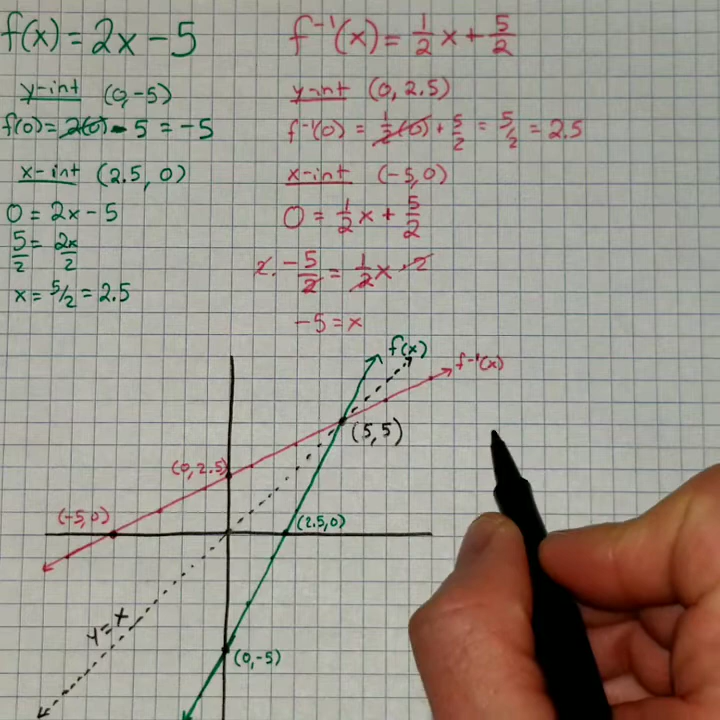 f(x) = 2x - 5
y-int (0,-5)
f(0) = 2(0) - 5 = -5
x-int (2.5, 0)
0 = 2x - 5
5/2 = 2x/2
x = 5/2 = 2.5
f⁻¹(x) = 1/2 x + 5/2
y-int (0, 2.5)
f⁻¹(0) = 1/2(0) + 5/2 = 5/2 = 2.5
x-int (-5,0)
0 = 1/2 x + 5/2
2· -5/2 = 1/2 x ·2
-5 = x
f(x)
f⁻¹(x)
(5,5)
(0,2.5)
(-5,0)
(2.5,0)
y=x
(0,-5)